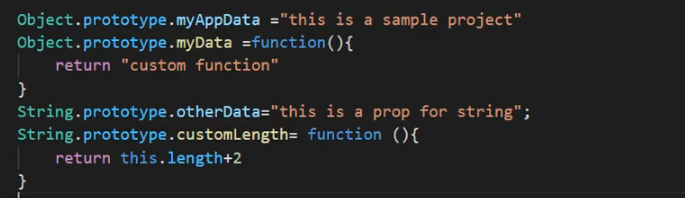 Object.prototype.myAppData ="this is a sample project"
Object.prototype.myData =function(){
    return "custom function"
}
String.prototype.otherData="this is a prop for string";
String.prototype.customLength= function (){
    return this.length+2
}